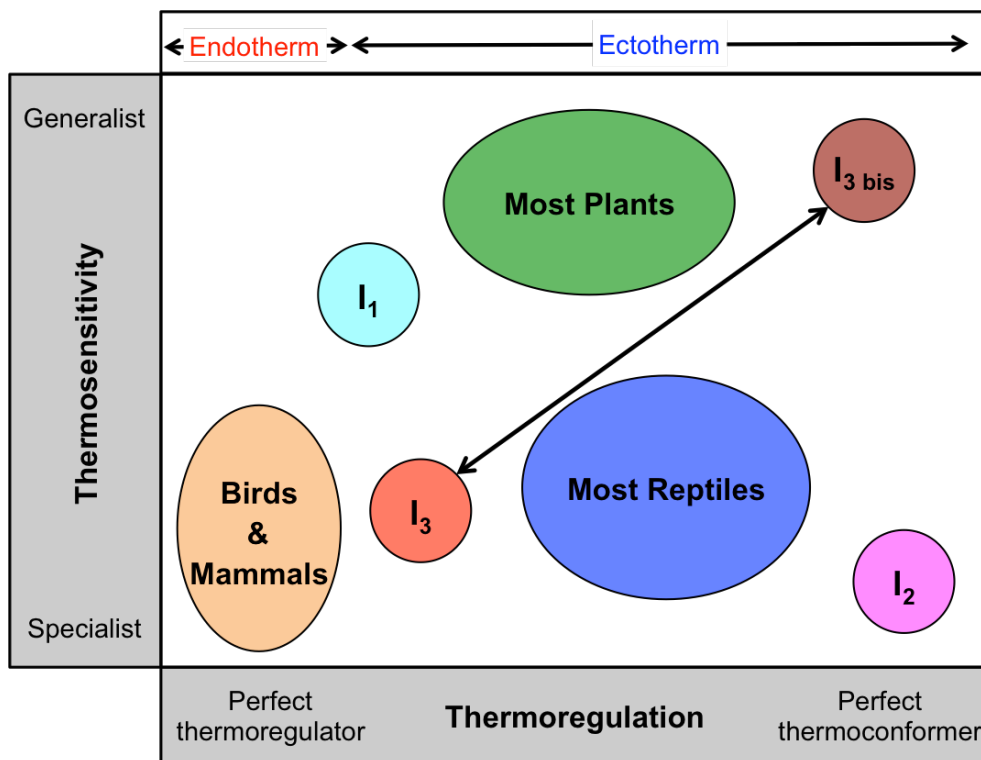 Endotherm
Ectotherm
Generalist
Thermosensitivity
Specialist
Most Plants
I3 bis
I1
Birds
&
Mammals
I3
Most Reptiles
I2
Perfect
thermoregulator
Thermoregulation
Perfect
thermoconformer